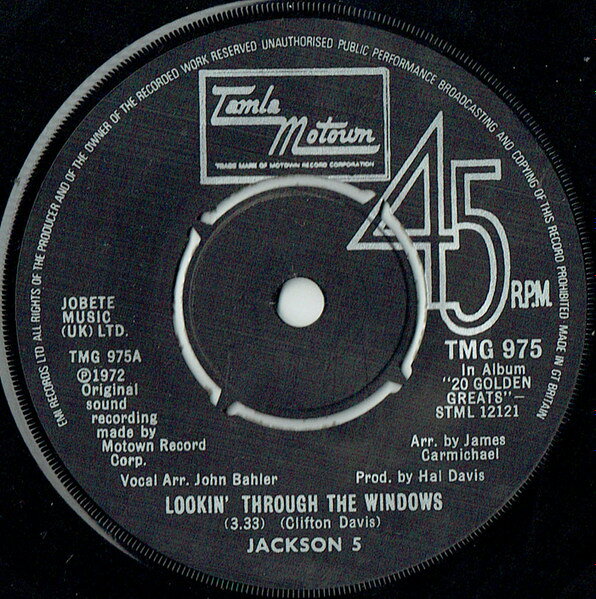 EMI RECORDS LTD ALL RIGHTS OF THE PRODUCER AND OF THE OWNER OF THE RECORDED WORK RESERVED UNAUTHORISED PUBLIC PERFORMANCE BROADCASTING AND COPYING OF THIS RECORD PROHIBITED MADE IN GT BRITAIN
Tamla
Motown
TRADE MARK OF MOTOWN RECORD CORPORATION
45 R.P.M.
JOBETE
MUSIC
(UK) LTD.
TMG 975A
℗1972
Original
sound
recording
made by
Motown Record
Corp.
TMG 975
In Album
"20 GOLDEN
GREATS"–
STML 12121
Arr. by James
Carmichael
Vocal Arr. John Bahler
Prod. by Hal Davis
LOOKIN' THROUGH THE WINDOWS
(3.33) (Clifton Davis)
JACKSON 5